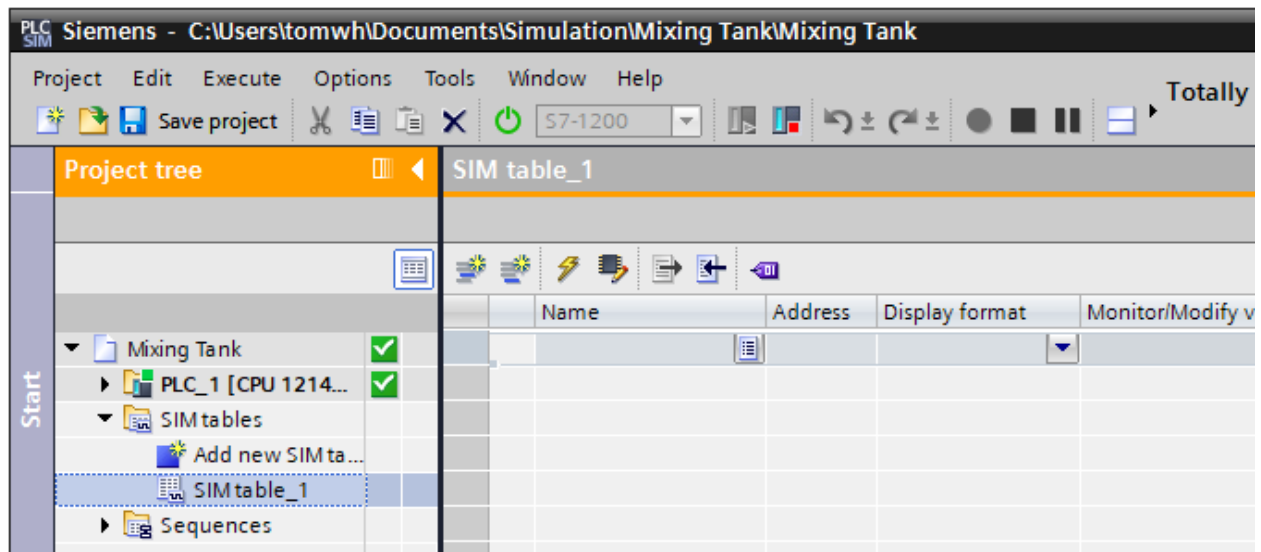 PLC SIM Siemens - C:\Users\tomwh\Documents\Simulation\Mixing Tank\Mixing Tank
Project Edit Execute Options Tools Window Help
Totally
Save project S7-1200
Project tree
SIM table_1
Start
Name Address Display format Monitor/Modify v
Mixing Tank
PLC_1 [CPU 1214...
SIM tables
Add new SIM ta...
SIM table_1
Sequences